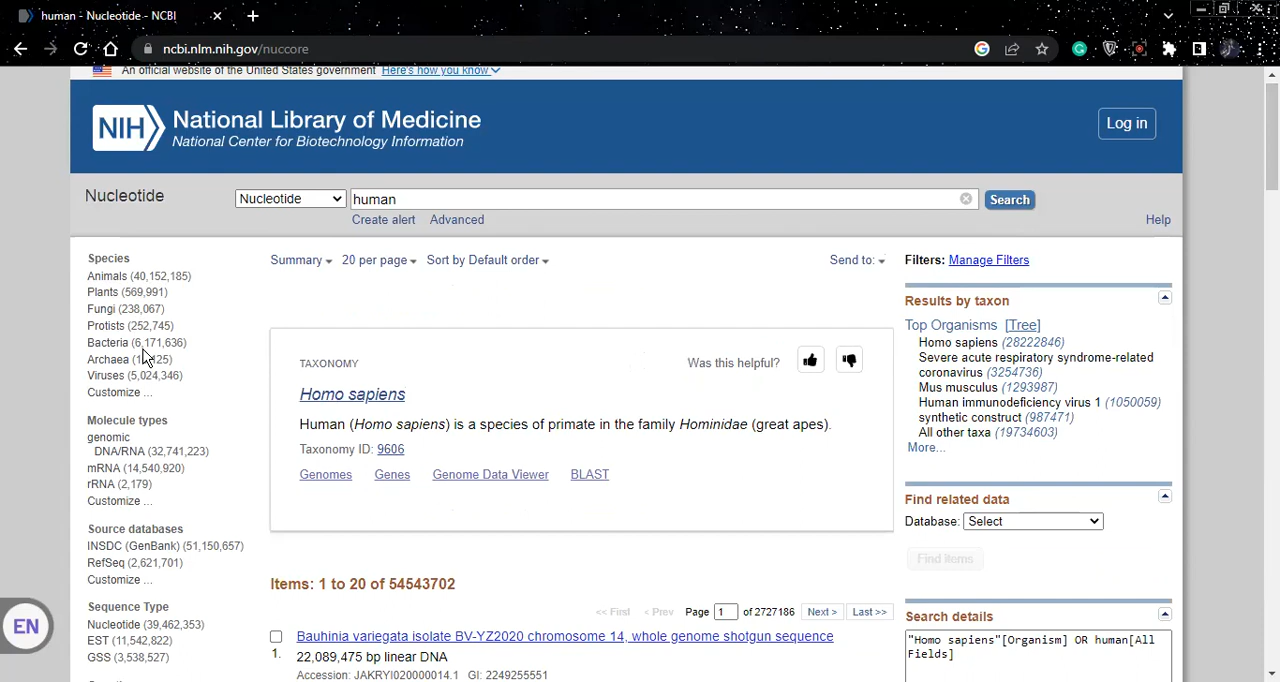 human - Nucleotide - NCBI
ncbi.nlm.nih.gov/nuccore
An official website of the United States government Here's how you know
NIH National Library of Medicine
National Center for Biotechnology Information
Log in
Nucleotide
Nucleotide
human
Search
Create alert Advanced
Help
Species
Animals (40,152,185)
Plants (569,991)
Fungi (238,067)
Protists (252,745)
Bacteria (6,171,636)
Archaea
Viruses (5,024,346)
Customize ...
Molecule types
genomic
DNA/RNA (32,741,223)
mRNA (14,540,920)
rRNA (2,179)
Customize ...
Source databases
INSDC (GenBank) (51,150,657)
RefSeq (2,621,701)
Customize ...
Sequence Type
Nucleotide (39,462,353)
EST (11,542,822)
GSS (3,538,527)
Summary 20 per page Sort by Default order
Send to:
TAXONOMY
Was this helpful?
Homo sapiens
Human (Homo sapiens) is a species of primate in the family Hominidae (great apes).
Taxonomy ID: 9606
Genomes Genes Genome Data Viewer BLAST
Items: 1 to 20 of 54543702
<< First < Prev Page 1 of 2727186 Next > Last >>
Bauhinia variegata isolate BV-YZ2020 chromosome 14, whole genome shotgun sequence
1. 22,089,475 bp linear DNA
Accession: JAKRYI020000014.1 GI: 2249255551
Filters: Manage Filters
Results by taxon
Top Organisms [Tree]
Homo sapiens (28222846)
Severe acute respiratory syndrome-related
coronavirus (3254736)
Mus musculus (1293987)
Human immunodeficiency virus 1 (1050059)
synthetic construct (987471)
All other taxa (19734603)
More...
Find related data
Database: Select
Find items
Search details
"Homo sapiens"[Organism] OR human[All
Fields]
EN